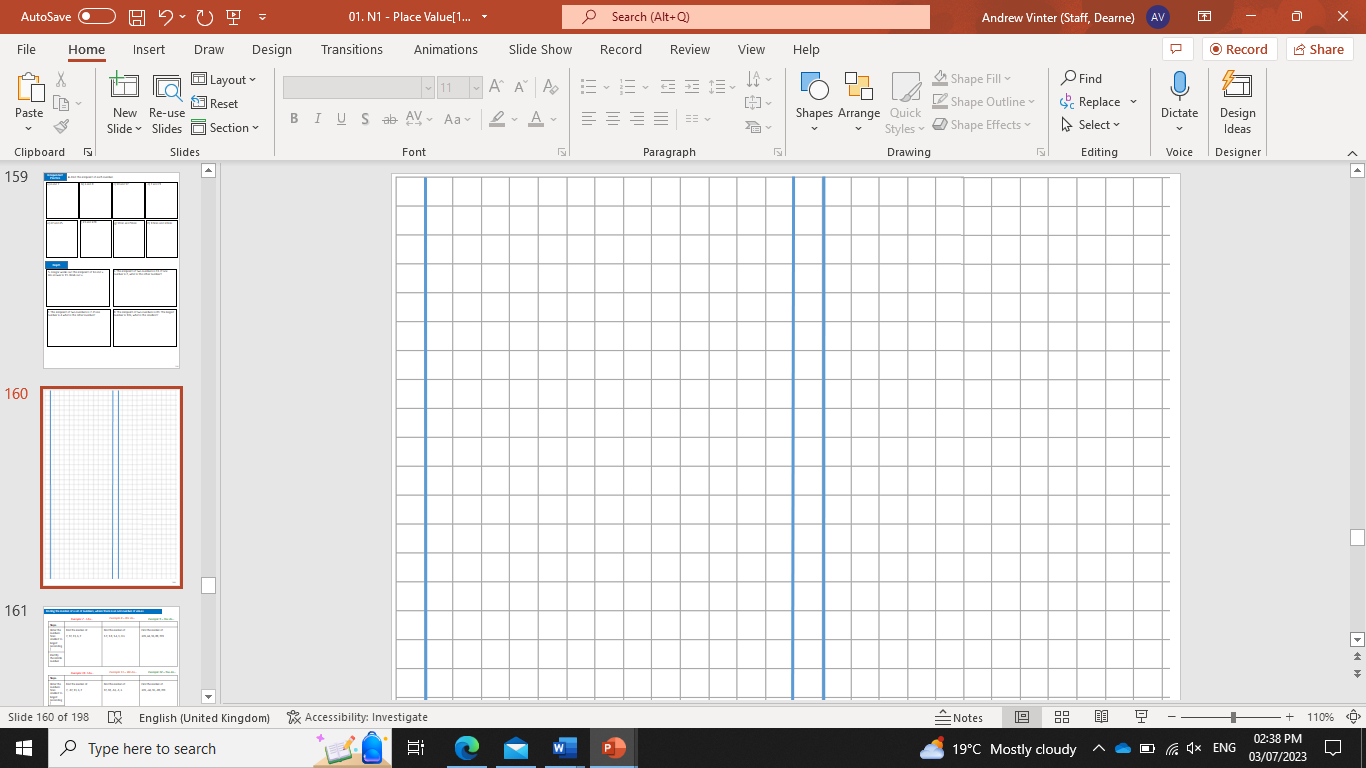 AutoSave Off 01. N1 - Place Value[1... Search (Alt+Q) Andrew Vinter (Staff, Dearne) AV
File Home Insert Draw Design Transitions Animations Slide Show Record Review View Help Record Share
Paste
New Slide
Re-use Slides
Layout
Reset
Section
11
Shapes
Arrange
Quick Styles
Shape Fill
Shape Outline
Shape Effects
Find
Replace
Select
Dictate
Design Ideas
Clipboard Slides Font Paragraph Drawing Editing Voice Designer
159
160
161
Slide 160 of 198 English (United Kingdom) Accessibility: Investigate Notes 110%
Type here to search 19°C Mostly cloudy ENG 02:38 PM
03/07/2023